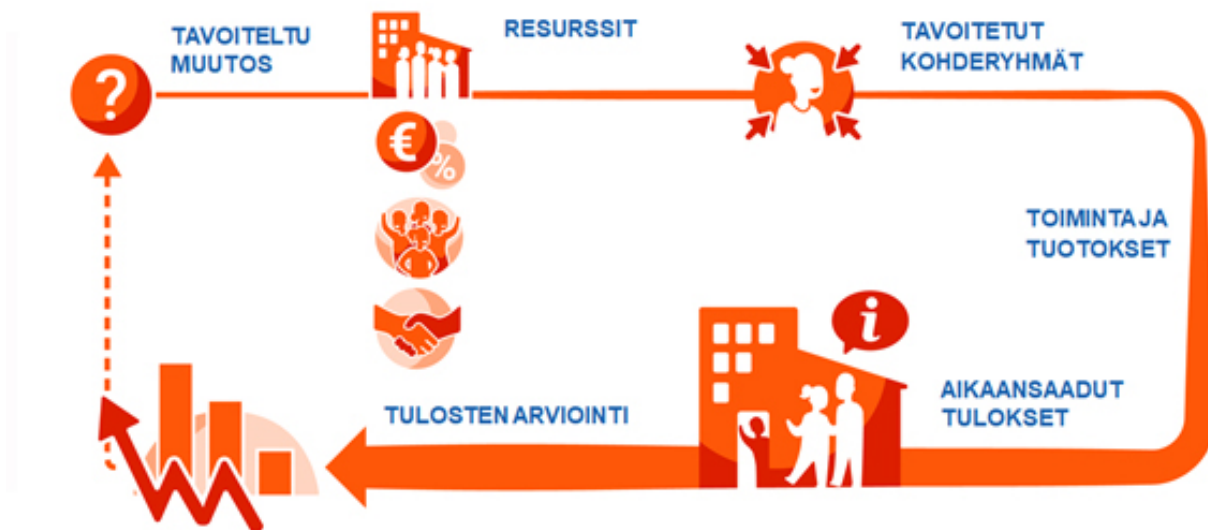 TAVOITELTU
MUUTOS
RESURSSIT
TAVOITETUT
KOHDERYHMÄT
?
€
%
TOIMINTA JA
TUOTOKSET
i
AIKAANSAADUT
TULOKSET
TULOSTEN ARVIOINTI